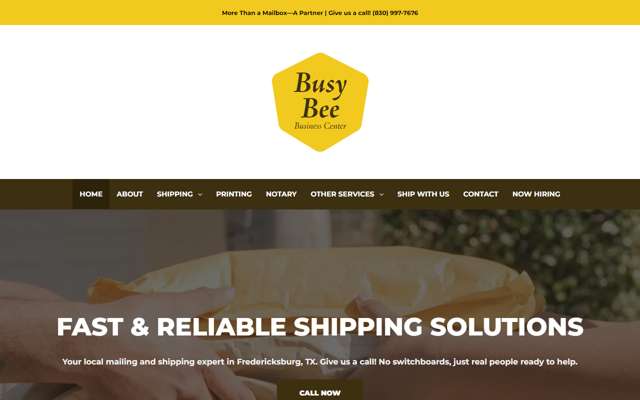 More Than a Mailbox—A Partner | Give us a call! (830) 997-7676
Busy
Bee
Business Center
HOME ABOUT SHIPPING PRINTING NOTARY OTHER SERVICES SHIP WITH US CONTACT NOW HIRING
FAST & RELIABLE SHIPPING SOLUTIONS
Your local mailing and shipping expert in Fredericksburg, TX. Give us a call! No switchboards, just real people ready to help.
CALL NOW